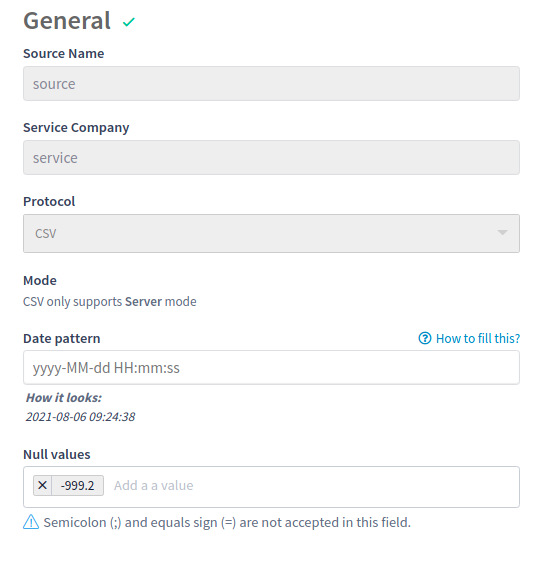 General
Source Name
source
Service Company
service
Protocol
CSV
Mode
CSV only supports Server mode
Date pattern How to fill this?
yyyy-MM-dd HH:mm:ss
How it looks:
2021-08-06 09:24:38
Null values
-999.2 Add a a value
Semicolon (;) and equals sign (=) are not accepted in this field.